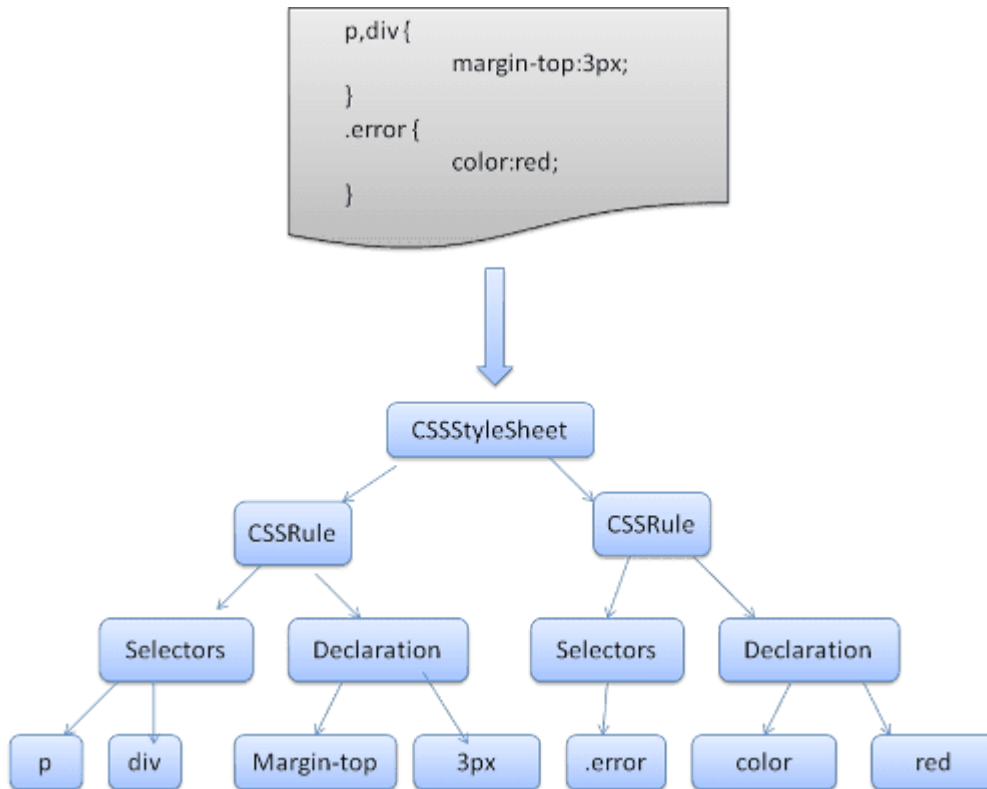 p,div {
margin-top:3px;
}
.error {
color:red;
}
CSSStyleSheet
CSSRule
CSSRule
Selectors
Declaration
Selectors
Declaration
p
div
Margin-top
3px
.error
color
red